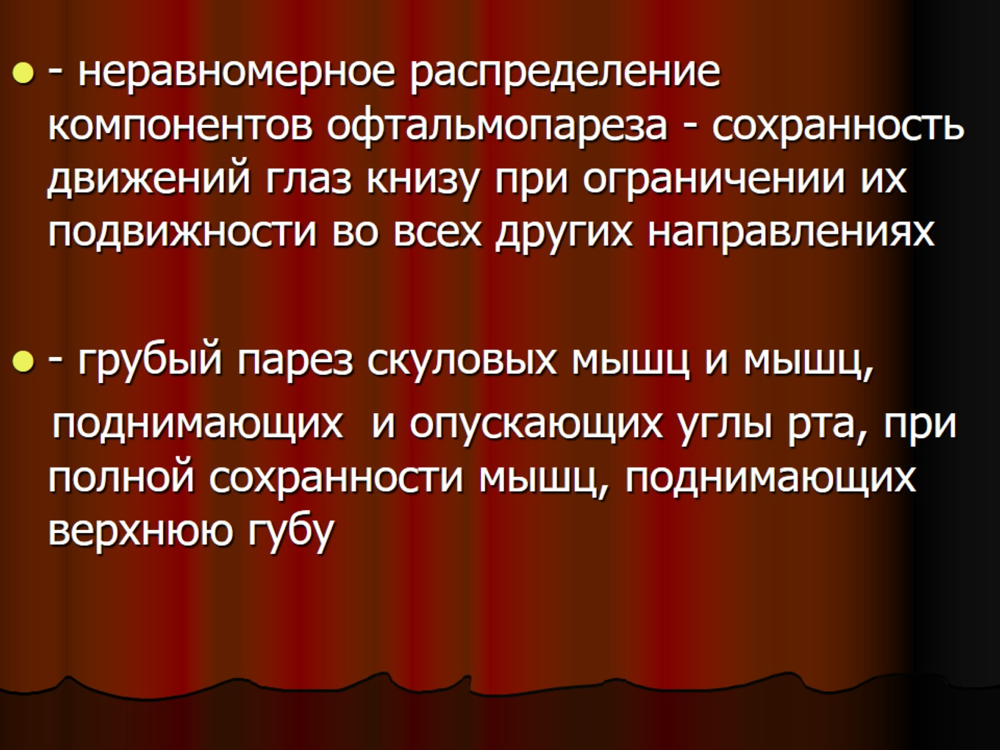 - неравномерное распределение
компонентов офтальмопареза - сохранность
движений глаз книзу при ограничении их
подвижности во всех других направлениях
- грубый парез скуловых мышц и мышц,
поднимающих и опускающих углы рта, при
полной сохранности мышц, поднимающих
верхнюю губу